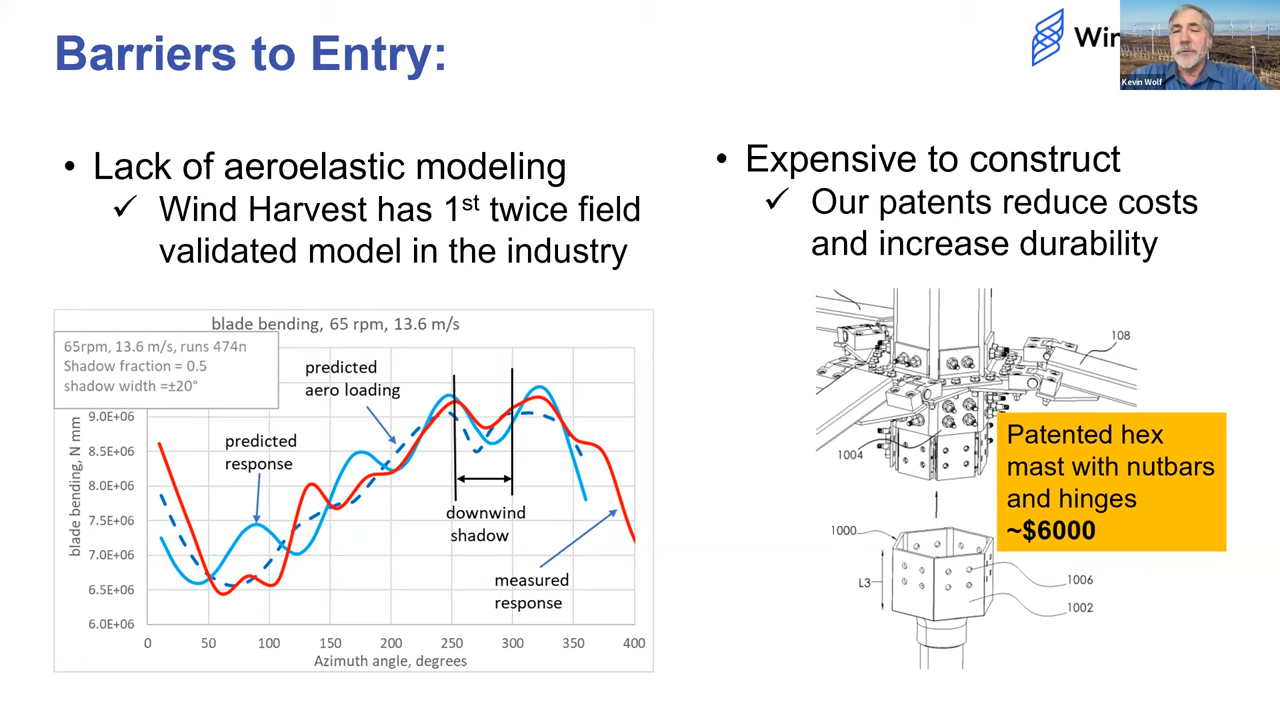 Barriers to Entry:
Kevin Wolf
• Lack of aeroelastic modeling
✓ Wind Harvest has 1st twice field
validated model in the industry
• Expensive to construct
✓ Our patents reduce costs
and increase durability
blade bending, 65 rpm, 13.6 m/s
65rpm, 13.6 m/s, runs 474n
Shadow fraction = 0.5
shadow width =±20°
predicted
aero loading
predicted
response
downwind
shadow
measured
response
blade bending, N mm
9.0E+06
8.5E+06
8.0E+06
7.5E+06
7.0E+06
6.5E+06
6.0E+06
0 50 100 150 200 250 300 350 400
Azimuth angle, degrees
108
1004
Patented hex
mast with nutbars
and hinges
~$6000
1000
L3
1006
1002